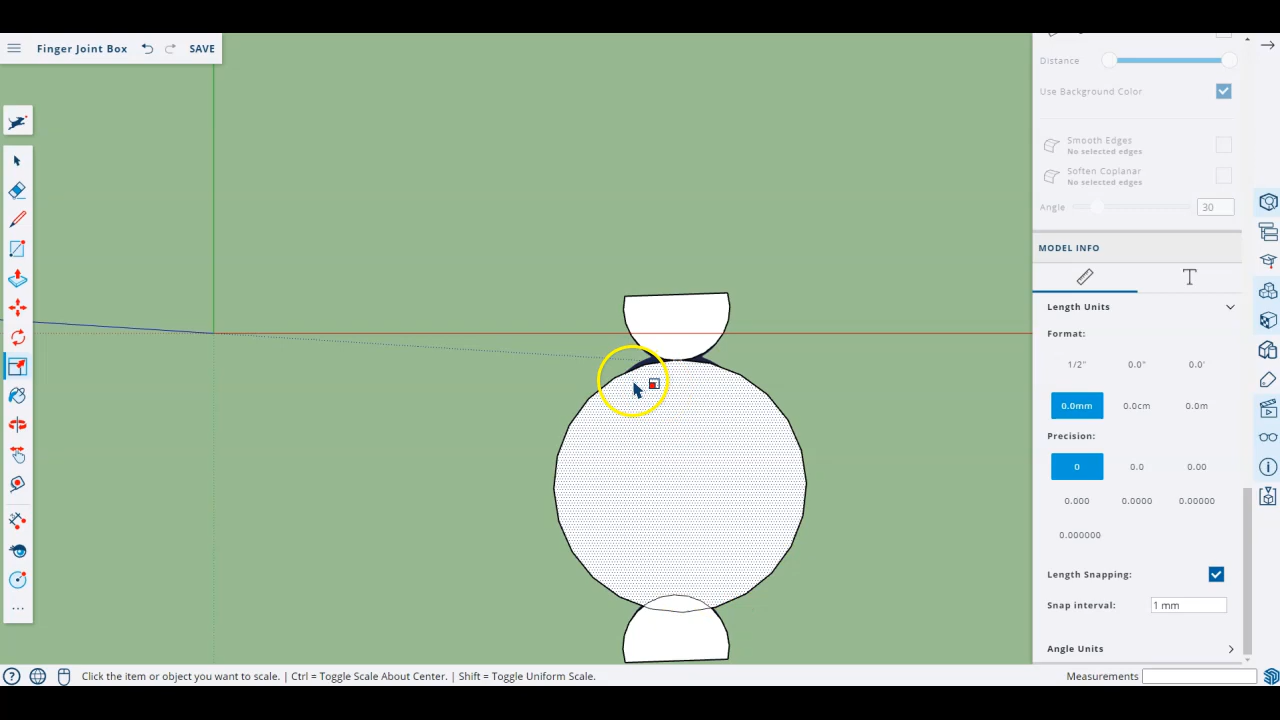 Finger Joint Box
SAVE
Distance
Use Background Color
Smooth Edges
No selected edges
Soften Coplanar
No selected edges
Angle
30
MODEL INFO
T
Length Units
Format:
1/2" 0.0" 0.0'
0.0mm 0.0cm 0.0m
Precision:
0 0.0 0.00
0.000 0.0000 0.00000
0.000000
Length Snapping:
Snap interval: 1 mm
Angle Units
Click the item or object you want to scale. | Ctrl = Toggle Scale About Center. | Shift = Toggle Uniform Scale.
Measurements